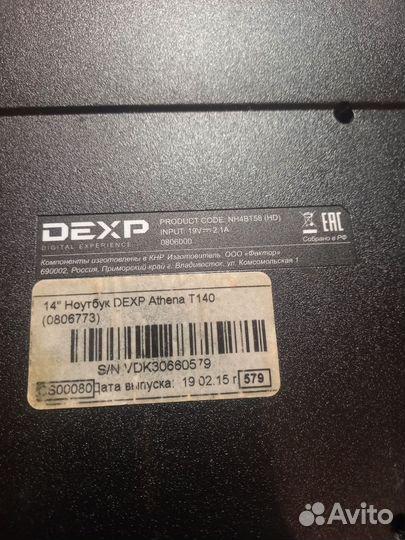 DEXP
DIGITAL EXPERIENCE
PRODUCT CODE: NH4BT58 (HD)
INPUT: 19V⎓2.1A
0806000
EAC
Собрано в РФ
Компоненты изготовлены в КНР. Изготовитель: ООО «Фактор»
690002, Россия, Приморский край г. Владивосток, ул. Комсомольская 1
14" Ноутбук DEXP Athena T140
(0806773)
S/N VDK30660579
S00080 Дата выпуска: 19.02.15 г 579
Avito